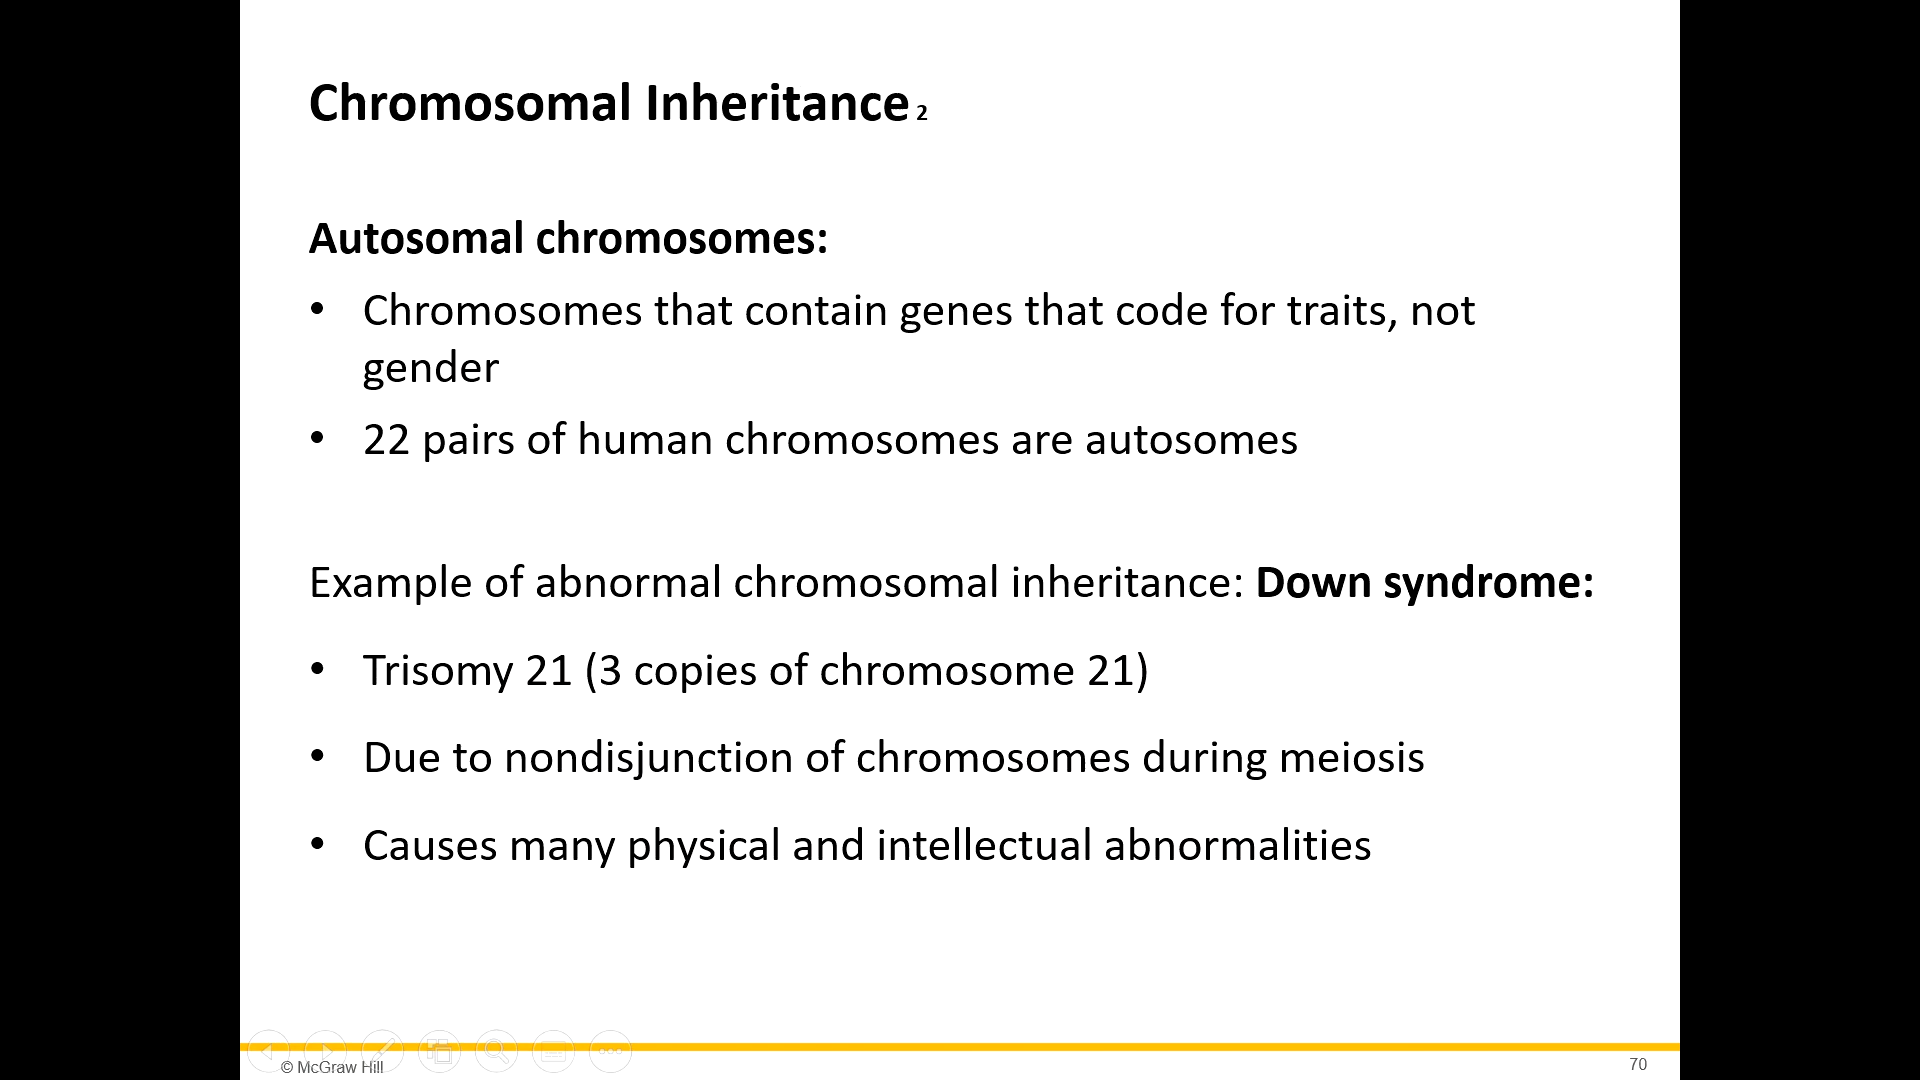 Chromosomal Inheritance 2
Autosomal chromosomes:
• Chromosomes that contain genes that code for traits, not
gender
• 22 pairs of human chromosomes are autosomes
Example of abnormal chromosomal inheritance: Down syndrome:
• Trisomy 21 (3 copies of chromosome 21)
• Due to nondisjunction of chromosomes during meiosis
• Causes many physical and intellectual abnormalities
© McGraw Hill
70